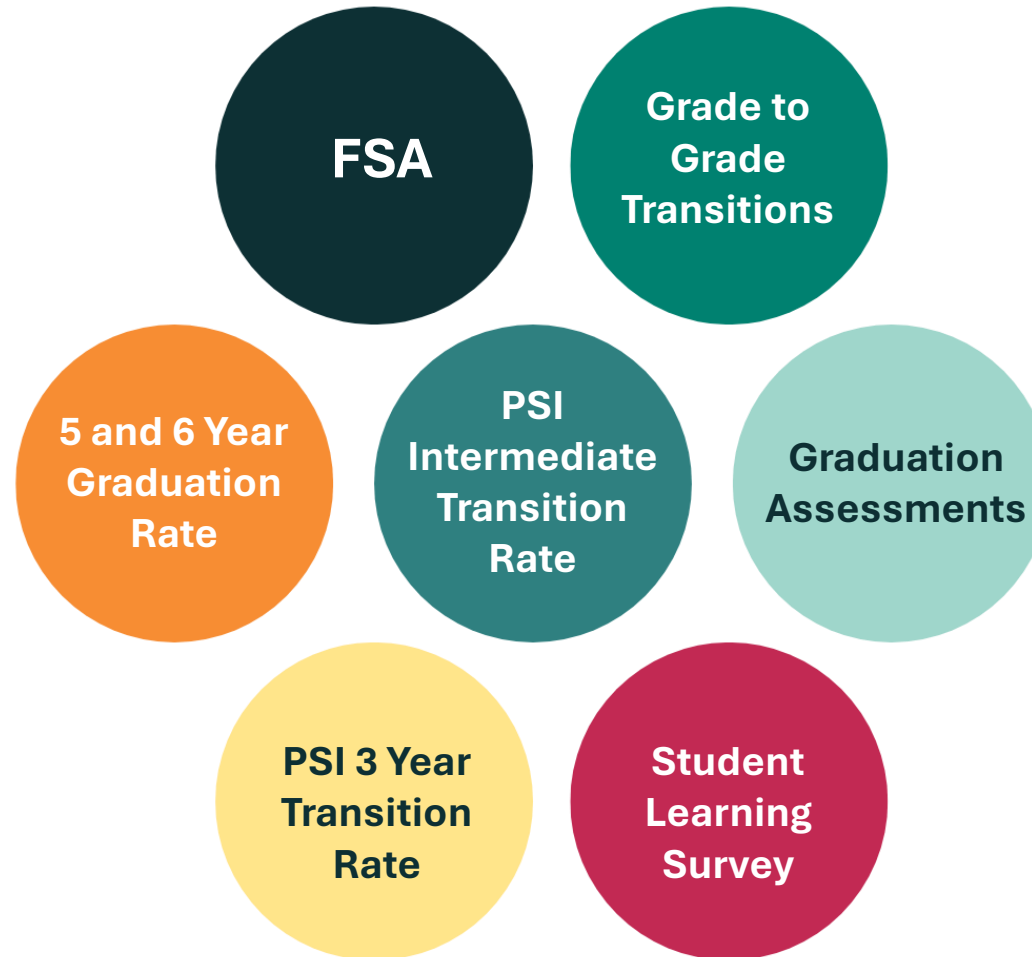 FSA
Grade to
Grade
Transitions
5 and 6 Year
Graduation
Rate
PSI
Intermediate
Transition
Rate
Graduation
Assessments
PSI 3 Year
Transition
Rate
Student
Learning
Survey